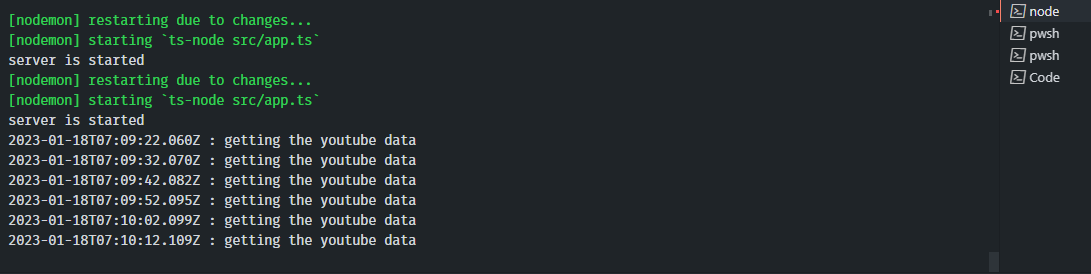 [nodemon] restarting due to changes...
[nodemon] starting `ts-node src/app.ts`
server is started
[nodemon] restarting due to changes...
[nodemon] starting `ts-node src/app.ts`
server is started
2023-01-18T07:09:22.060Z : getting the youtube data
2023-01-18T07:09:32.070Z : getting the youtube data
2023-01-18T07:09:42.082Z : getting the youtube data
2023-01-18T07:09:52.095Z : getting the youtube data
2023-01-18T07:10:02.099Z : getting the youtube data
2023-01-18T07:10:12.109Z : getting the youtube data
node
pwsh
pwsh
Code